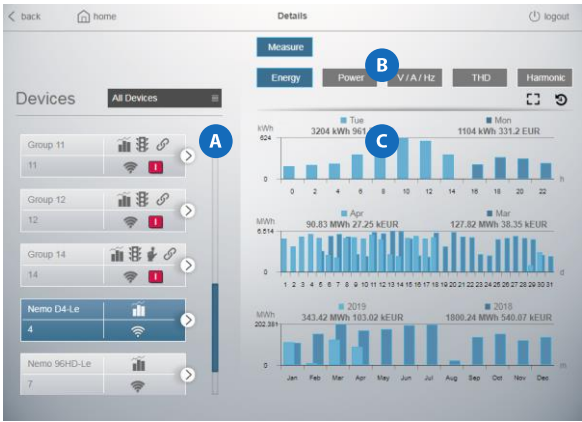 back home Details logout
Measure
Energy Power B V / A / Hz THD Harmonic
Devices All Devices
A
Group 11
11
Group 12
12
Group 14
14
Nemo D4-Le
4
Nemo 96HD-Le
7
C
Tue Mon
kWh 3204 kWh 961 1104 kWh 331.2 EUR
624
0
0 2 4 6 8 10 12 14 16 18 20 22 h
Apr Mar
MWh 90.83 MWh 27.25 kEUR 127.82 MWh 38.35 kEUR
6.514
0
1 2 3 4 5 6 7 8 9 10 11 12 13 14 15 16 17 18 19 20 21 22 23 24 25 26 27 28 29 30 31 d
2019 2018
MWh 343.42 MWh 103.02 kEUR 1800.24 MWh 540.07 kEUR
202.381
0
Jan Feb Mar Apr May Jun Jul Aug Sep Oct Nov Dec m